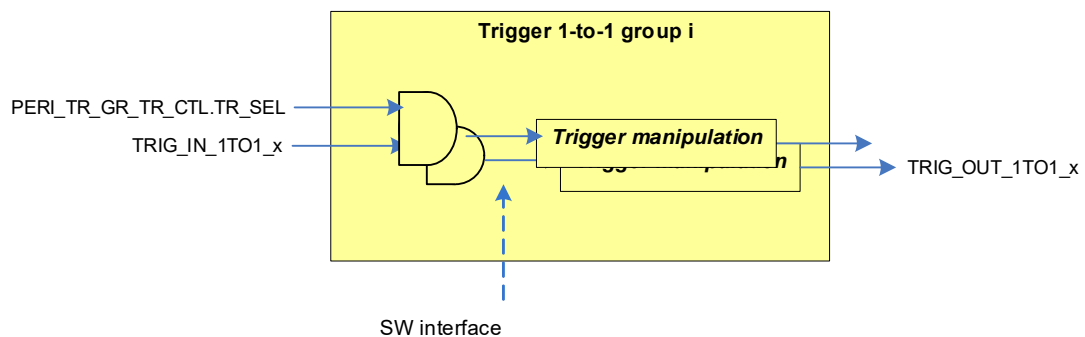 Trigger 1-to-1 group i
PERI_TR_GR_TR_CTL.TR_SEL
TRIG_IN_1TO1_x
Trigger manipulation
TRIG_OUT_1TO1_x
SW interface